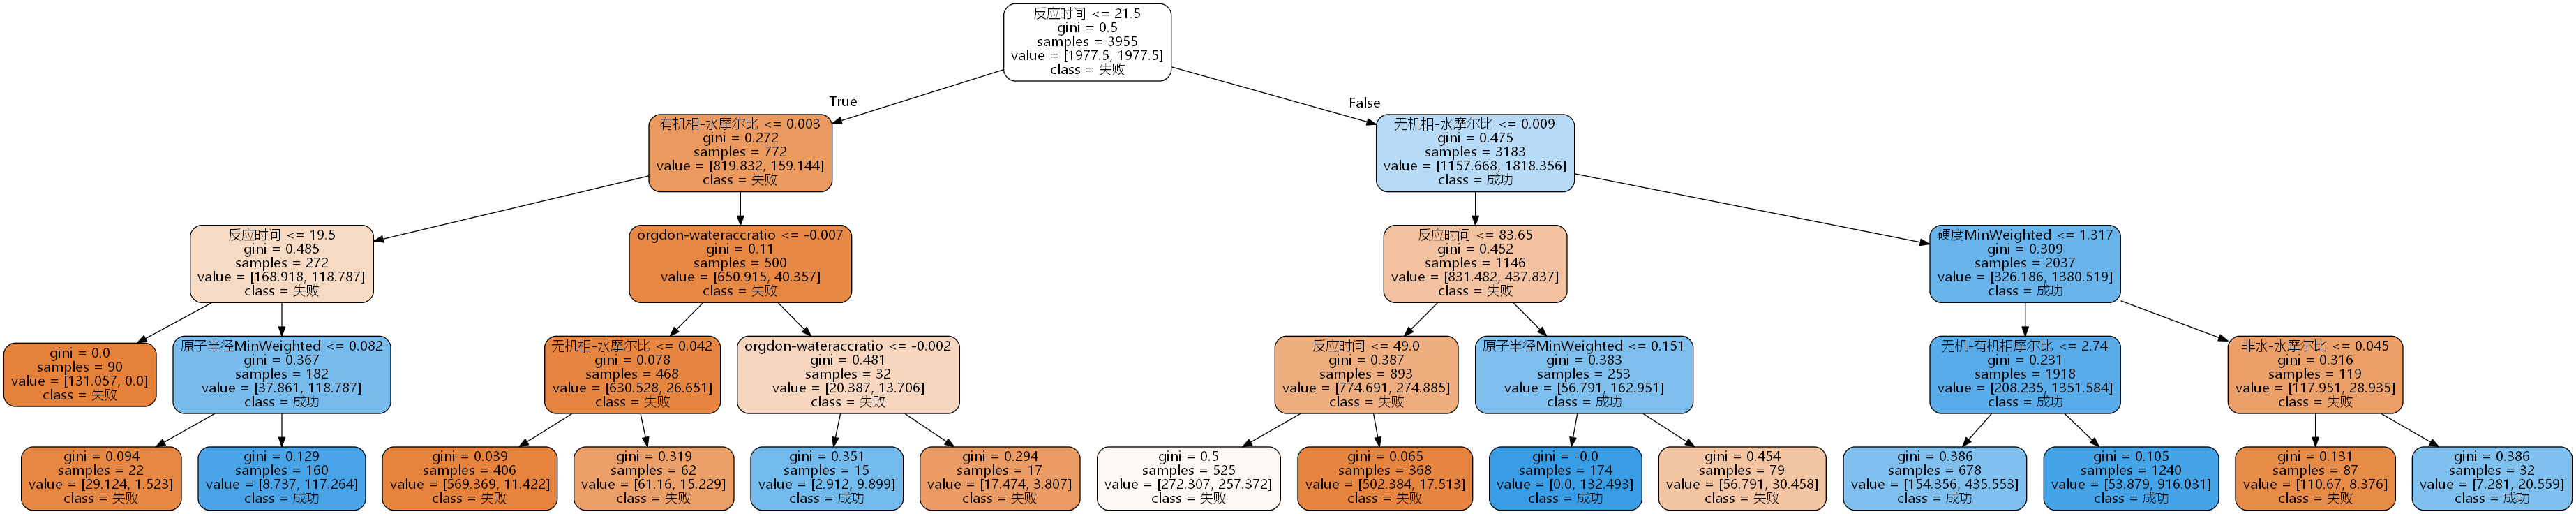 反应时间 <= 21.5
gini = 0.5
samples = 3955
value = [1977.5, 1977.5]
class = 失败
True
False
有机相-水摩尔比 <= 0.003
gini = 0.272
samples = 772
value = [819.832, 159.144]
class = 失败
无机相-水摩尔比 <= 0.009
gini = 0.475
samples = 3183
value = [1157.668, 1818.356]
class = 成功
反应时间 <= 19.5
gini = 0.485
samples = 272
value = [168.918, 118.787]
class = 失败
orgdon-wateraccratio <= -0.007
gini = 0.11
samples = 500
value = [650.915, 40.357]
class = 失败
反应时间 <= 83.65
gini = 0.452
samples = 1146
value = [831.482, 437.837]
class = 失败
硬度MinWeighted <= 1.317
gini = 0.309
samples = 2037
value = [326.186, 1380.519]
class = 成功
gini = 0.0
samples = 90
value = [131.057, 0.0]
class = 失败
原子半径MinWeighted <= 0.082
gini = 0.367
samples = 182
value = [37.861, 118.787]
class = 成功
无机相-水摩尔比 <= 0.042
gini = 0.078
samples = 468
value = [630.528, 26.651]
class = 失败
orgdon-wateraccratio <= -0.002
gini = 0.481
samples = 32
value = [20.387, 13.706]
class = 失败
反应时间 <= 49.0
gini = 0.387
samples = 893
value = [774.691, 274.885]
class = 失败
原子半径MinWeighted <= 0.151
gini = 0.383
samples = 253
value = [56.791, 162.951]
class = 成功
无机-有机相摩尔比 <= 2.74
gini = 0.231
samples = 1918
value = [208.235, 1351.584]
class = 成功
非水-水摩尔比 <= 0.045
gini = 0.316
samples = 119
value = [117.951, 28.935]
class = 失败
gini = 0.094
samples = 22
value = [29.124, 1.523]
class = 失败
gini = 0.129
samples = 160
value = [8.737, 117.264]
class = 成功
gini = 0.039
samples = 406
value = [569.369, 11.422]
class = 失败
gini = 0.319
samples = 62
value = [61.16, 15.229]
class = 失败
gini = 0.351
samples = 15
value = [2.912, 9.899]
class = 成功
gini = 0.294
samples = 17
value = [17.474, 3.807]
class = 失败
gini = 0.5
samples = 525
value = [272.307, 257.372]
class = 失败
gini = 0.065
samples = 368
value = [502.384, 17.513]
class = 失败
gini = -0.0
samples = 174
value = [0.0, 132.493]
class = 成功
gini = 0.454
samples = 79
value = [56.791, 30.458]
class = 失败
gini = 0.386
samples = 678
value = [154.356, 435.553]
class = 成功
gini = 0.105
samples = 1240
value = [53.879, 916.031]
class = 成功
gini = 0.131
samples = 87
value = [110.67, 8.376]
class = 失败
gini = 0.386
samples = 32
value = [7.281, 20.559]
class = 成功